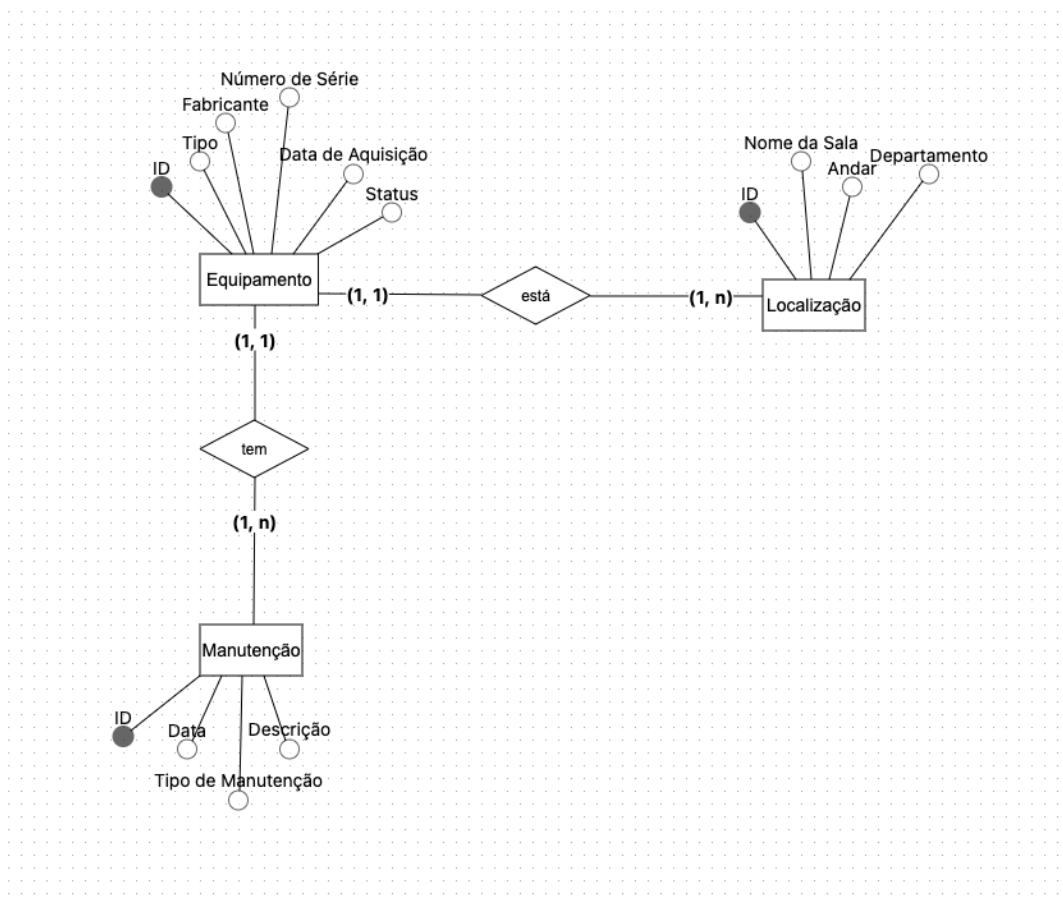 Número de Série
Fabricante
Tipo
Data de Aquisição
ID
Status
Nome da Sala
Departamento
Andar
ID
Equipamento
(1, 1)
está
(1, n)
Localização
(1, 1)
tem
(1, n)
Manutenção
ID
Data
Descrição
Tipo de Manutenção